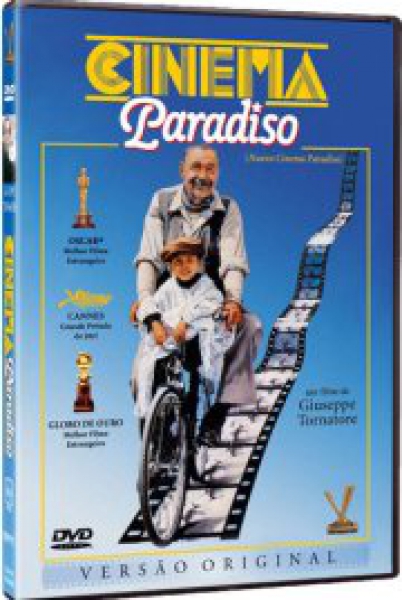 CINEMA
Paradiso
(Nuovo Cinema Paradiso)
OSCAR®
Melhor Filme
Estrangeiro
CANNES
Grande Prêmio
do Júri
GLOBO DE OURO
Melhor Filme
Estrangeiro
um filme de
Giuseppe
Tornatore
DVD
VERSÃO ORIGINAL
CINEMA Paradiso